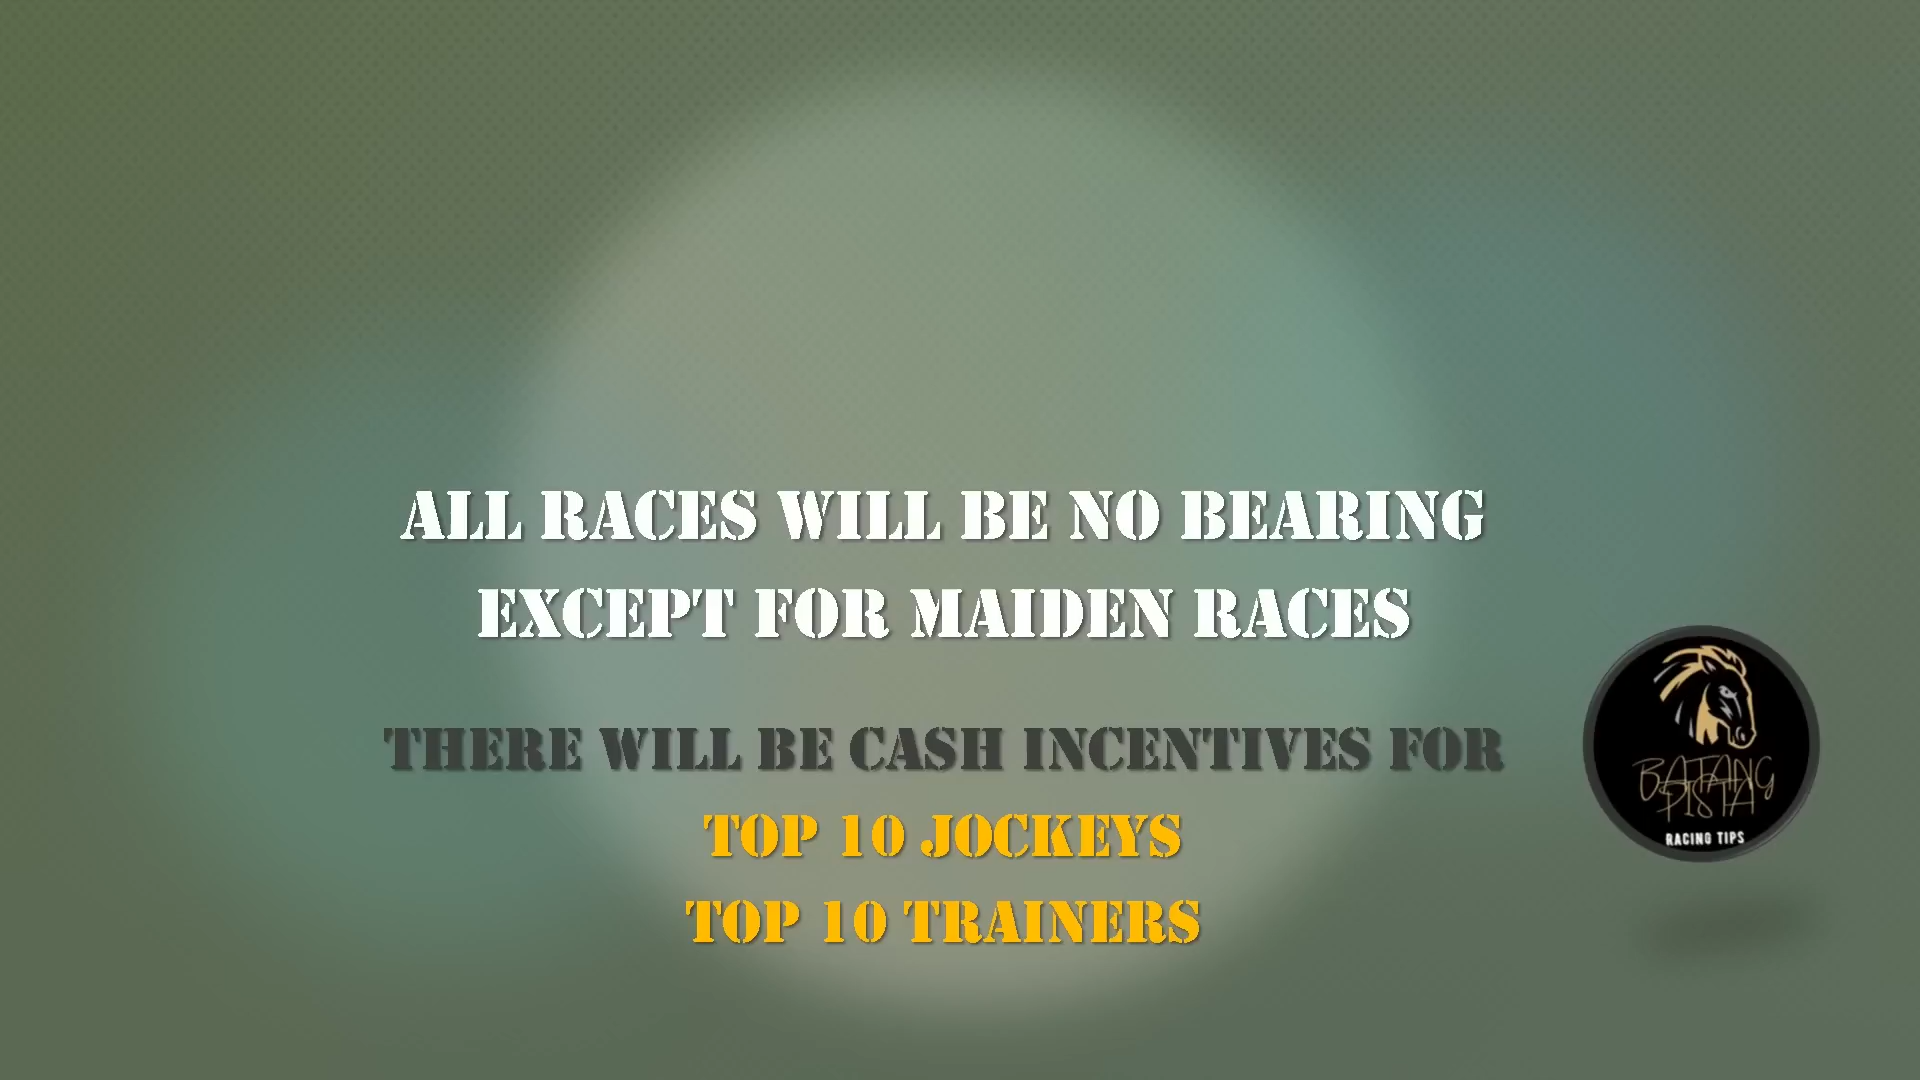 ALL RACES WILL BE NO BEARING
EXCEPT FOR MAIDEN RACES
THERE WILL BE CASH INCENTIVES FOR
TOP 10 JOCKEYS
TOP 10 TRAINERS
BATANG
PISTA
RACING TIPS